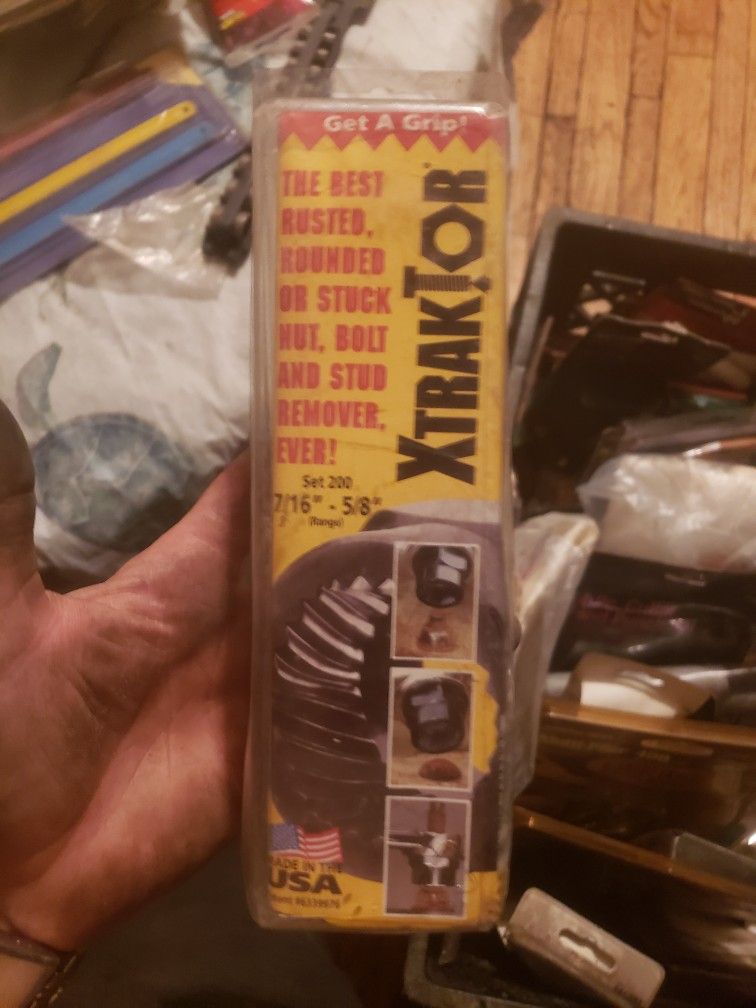 Get A Grip!
THE BEST
RUSTED,
ROUNDED
OR STUCK
NUT, BOLT
AND STUD
REMOVER,
EVER!
XTRAKTOR
Set 200
7/16" - 5/8"
(Range)
MADE IN THE
USA
#6339976